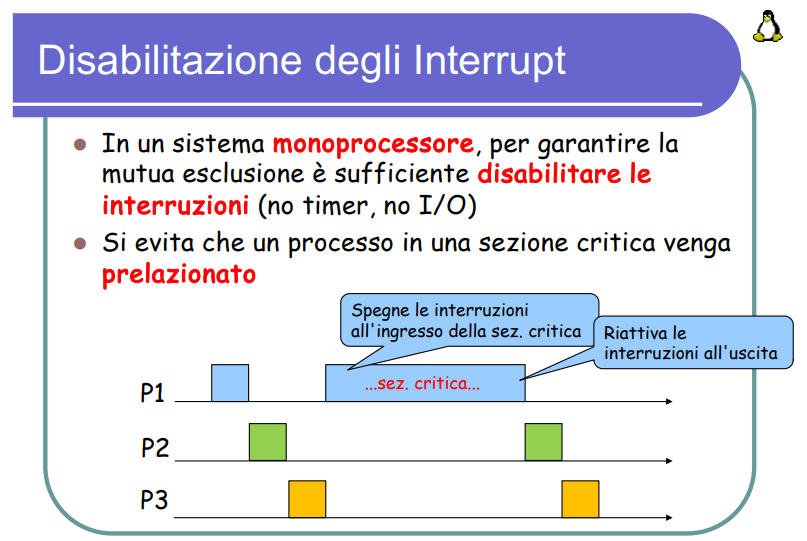 Disabilitazione degli Interrupt
In un sistema monoprocessore, per garantire la
mutua esclusione è sufficiente disabilitare le
interruzioni (no timer, no I/O)
Si evita che un processo in una sezione critica venga
prelazionato
Spegne le interruzioni
all'ingresso della sez. critica
Riattiva le
interruzioni all'uscita
P1
...sez. critica...
P2
P3